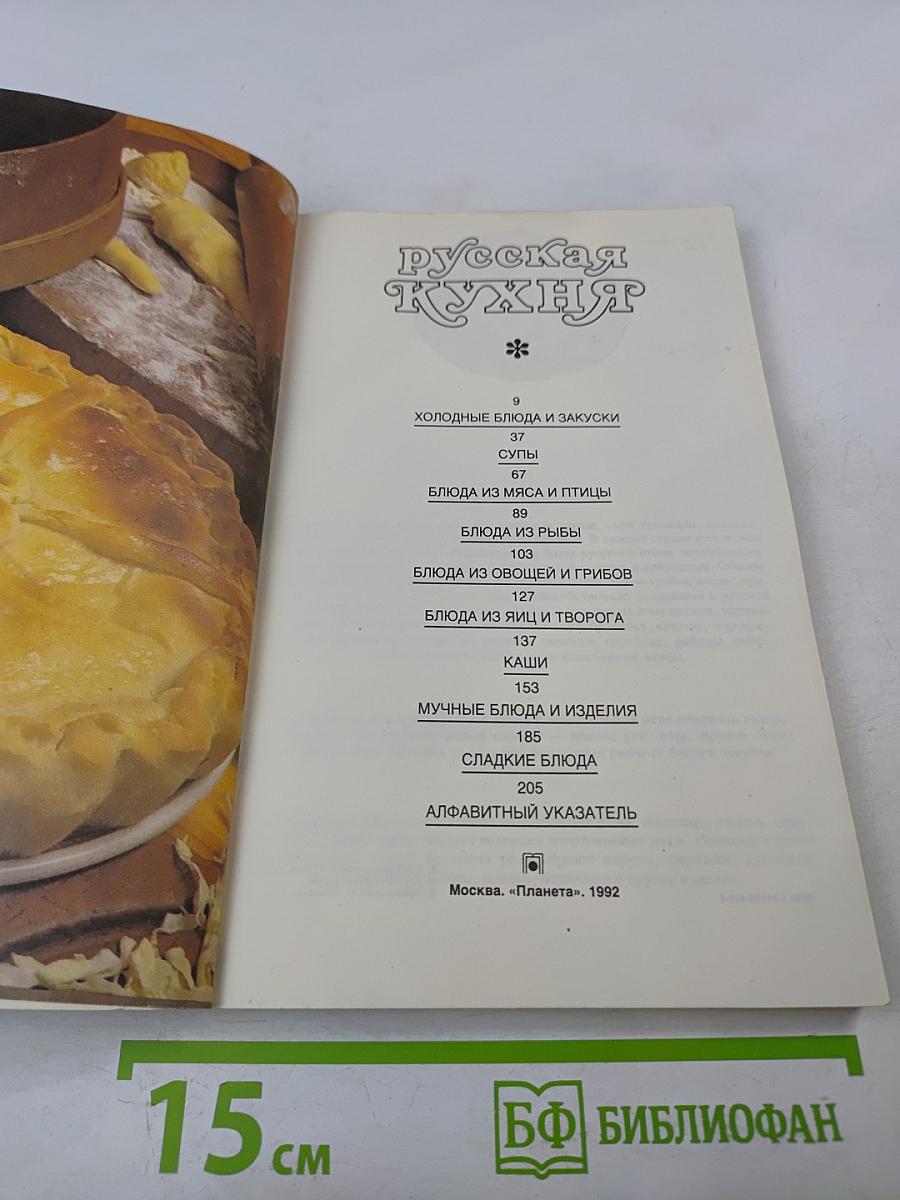 русская
кухня
9
ХОЛОДНЫЕ БЛЮДА И ЗАКУСКИ
37
СУПЫ
67
БЛЮДА ИЗ МЯСА И ПТИЦЫ
89
БЛЮДА ИЗ РЫБЫ
103
БЛЮДА ИЗ ОВОЩЕЙ И ГРИБОВ
127
БЛЮДА ИЗ ЯИЦ И ТВОРОГА
137
КАШИ
153
МУЧНЫЕ БЛЮДА И ИЗДЕЛИЯ
185
СЛАДКИЕ БЛЮДА
205
АЛФАВИТНЫЙ УКАЗАТЕЛЬ
Москва. «Планета». 1992
15 см
БФ БИБЛИОФАН